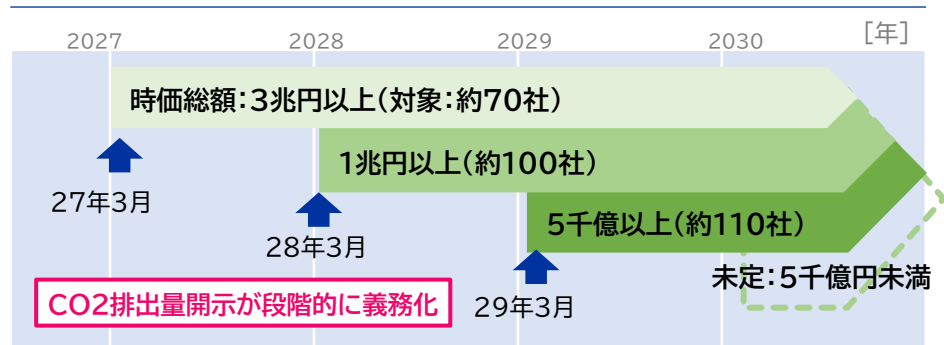 2027 2028 2029 2030 [年]
時価総額:3兆円以上(対象:約70社)
1兆円以上(約100社)
27年3月
5千億以上(約110社)
28年3月
未定:5千億円未満
CO2排出量開示が段階的に義務化
29年3月